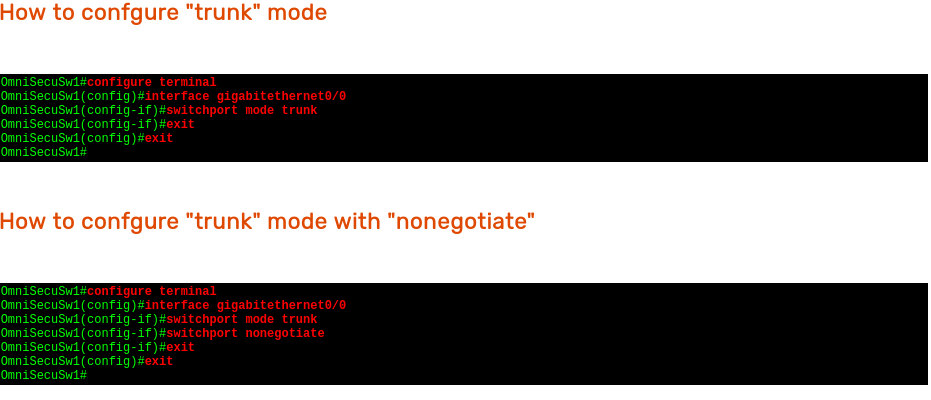 How to confgure "trunk" mode
OmniSecuSw1#configure terminal
OmniSecuSw1(config)#interface gigabitethernet0/0
OmniSecuSw1(config-if)#switchport mode trunk
OmniSecuSw1(config-if)#exit
OmniSecuSw1(config)#exit
OmniSecuSw1#
How to confgure "trunk" mode with "nonegotiate"
OmniSecuSw1#configure terminal
OmniSecuSw1(config)#interface gigabitethernet0/0
OmniSecuSw1(config-if)#switchport mode trunk
OmniSecuSw1(config-if)#switchport nonegotiate
OmniSecuSw1(config-if)#exit
OmniSecuSw1(config)#exit
OmniSecuSw1#